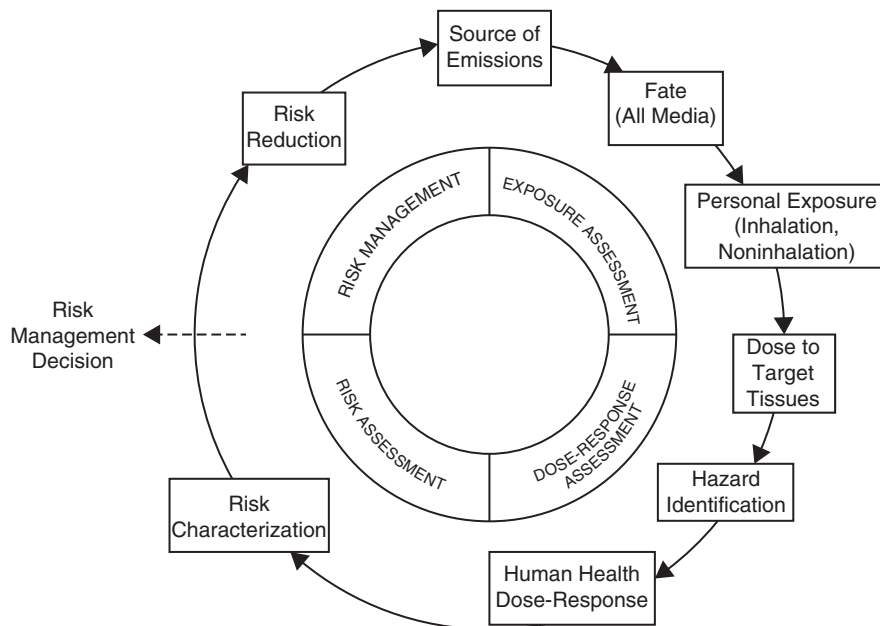 Source of
Emissions
Fate
(All Media)
Personal Exposure
(Inhalation,
Noninhalation)
Dose to
Target
Tissues
Hazard
Identification
Human Health
Dose-Response
Risk
Characterization
Risk
Management
Decision
Risk
Reduction
RISK MANAGEMENT
EXPOSURE ASSESSMENT
DOSE-RESPONSE
ASSESSMENT
RISK ASSESSMENT